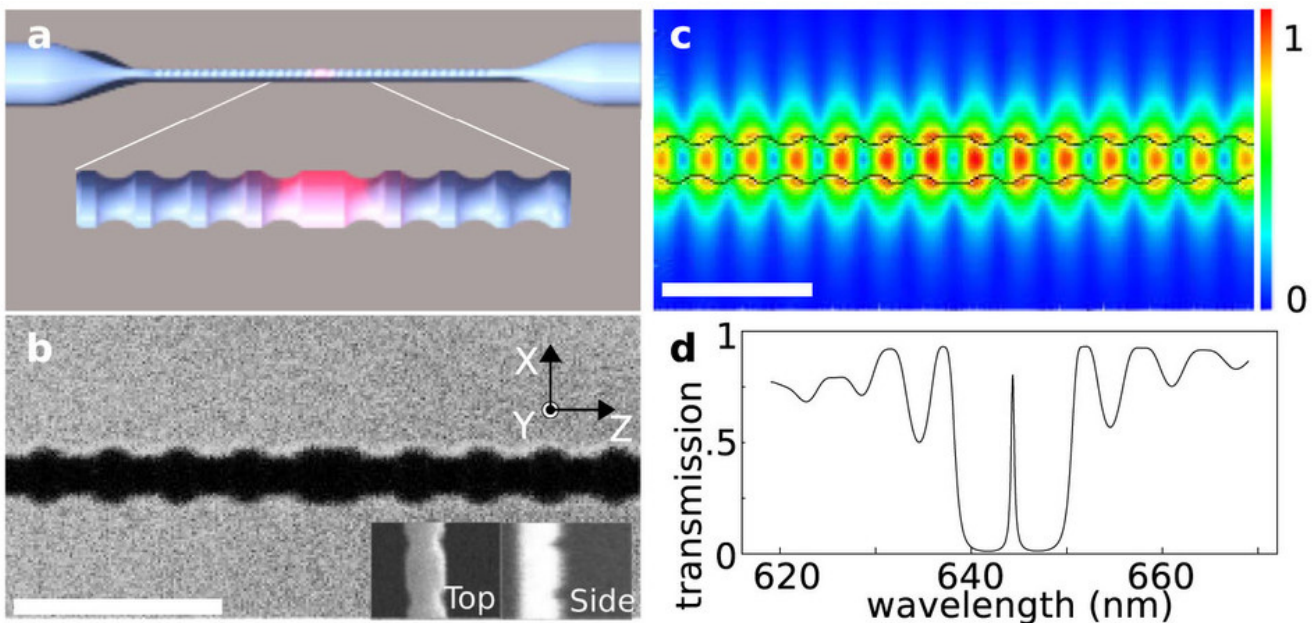 a
c
1
0
b
X
Y
Z
Top
Side
d
transmission
1
.5
0
620
640
660
wavelength (nm)